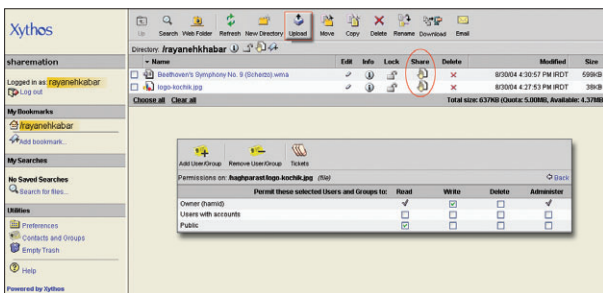 Xythos
Up Search Web Folder Refresh New Directory Upload Move Copy Delete Rename Download Email
Directory: /rayanehkhabar
sharemation
Name Edit Info Lock Share Delete Modified Size
Logged in as: rayanehkabar
Log out
Beethoven's Symphony No. 9 (Scherzo).wma 8/30/04 4:30:57 PM IRDT 599KB
logo-kochik.jpg 8/30/04 4:27:53 PM IRDT 38KB
Choose all Clear all Total size: 637KB (Quota: 5.00MB, Available: 4.37MB
My Bookmarks
/rayanehkabar
Add bookmark...
My Searches
No Saved Searches
Search for files...
Utilities
Preferences
Contacts and Groups
Empty Trash
Help
Powered by Xythos
Add User/Group Remove User/Group Tickets
Permissions on: /haghparast/logo-kochik.jpg (file) Back
Permit these selected Users and Groups to: Read Write Delete Administer
Owner (hamid)
Users with accounts
Public